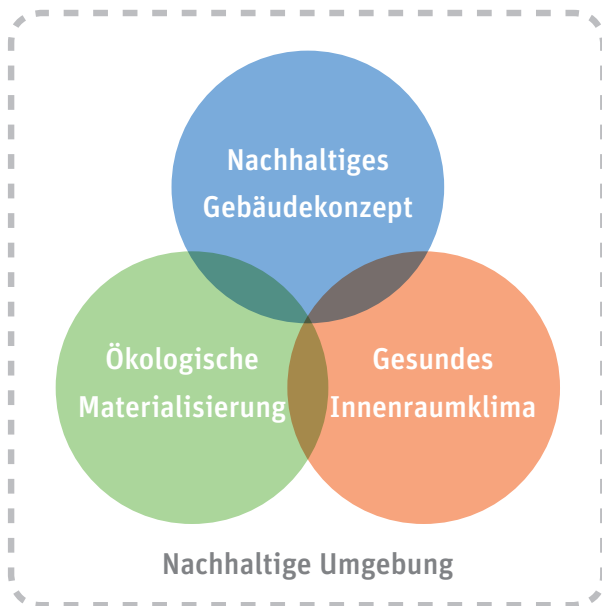 Nachhaltiges
Gebäudekonzept
Ökologische
Materialisierung
Gesundes
Innenraumklima
Nachhaltige Umgebung